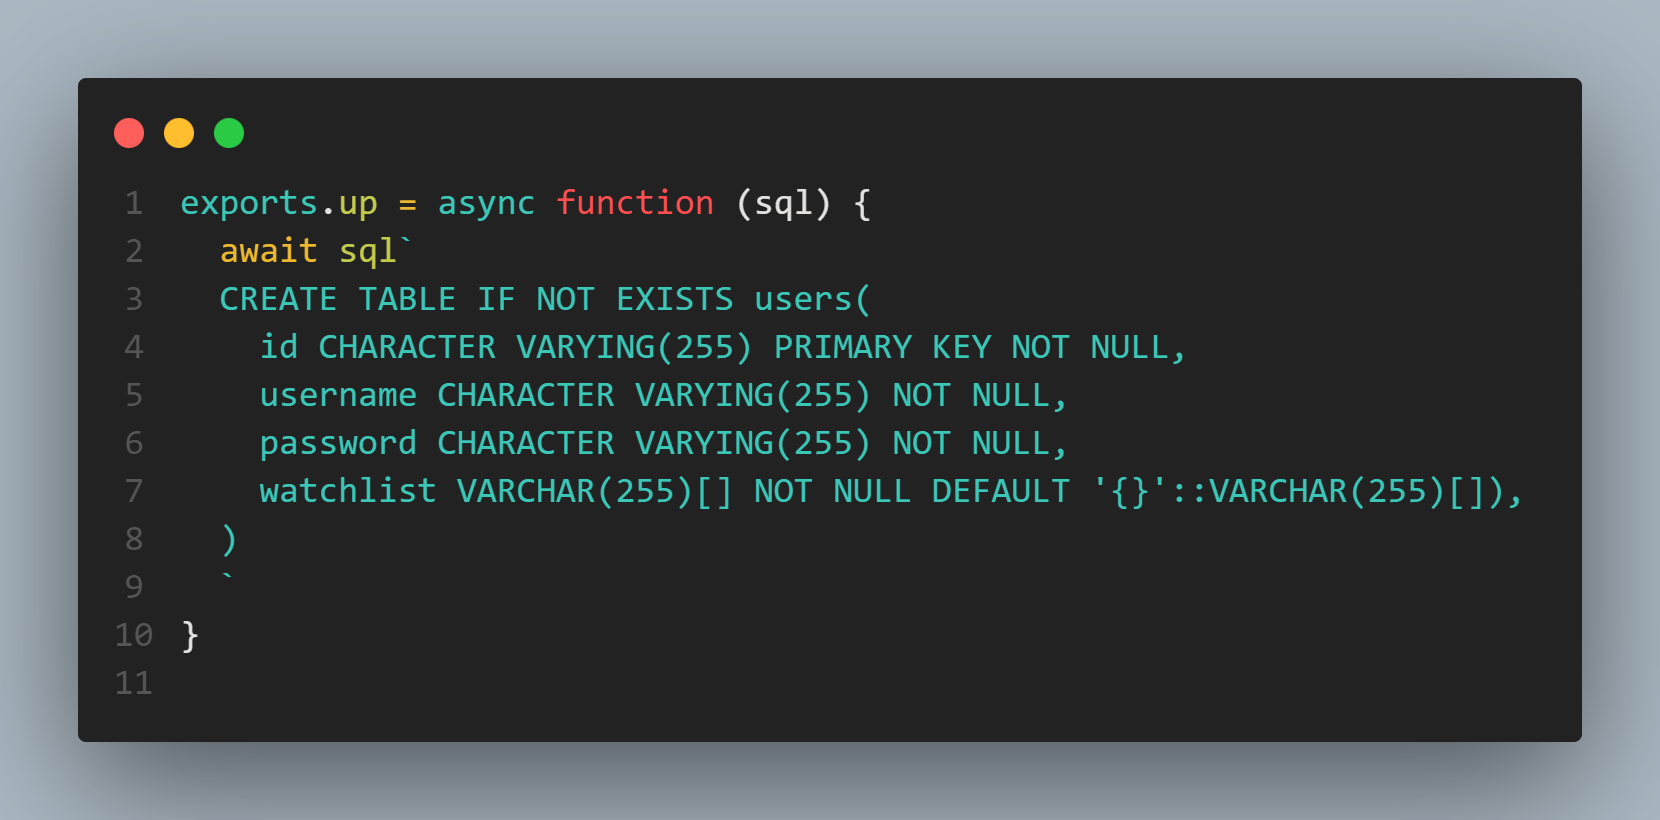 1 exports.up = async function (sql) {
2   await sql`
3   CREATE TABLE IF NOT EXISTS users(
4     id CHARACTER VARYING(255) PRIMARY KEY NOT NULL,
5     username CHARACTER VARYING(255) NOT NULL,
6     password CHARACTER VARYING(255) NOT NULL,
7     watchlist VARCHAR(255)[] NOT NULL DEFAULT '{}'::VARCHAR(255)[]),
8   )
9   `
10 }
11